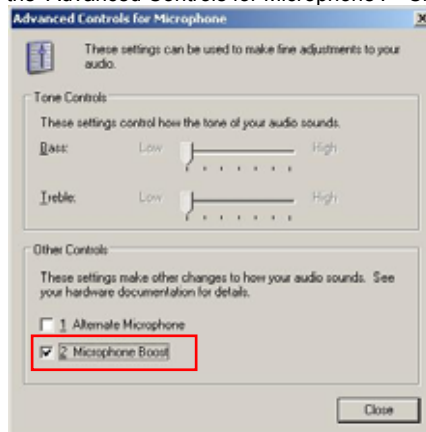 the Advanced Controls for Microphone
Advanced Controls for Microphone
These settings can be used to make fine adjustments to your
audio.
Tone Controls
These settings control how the tone of your audio sounds.
Bass: Low High
Treble: Low High
Other Controls
These settings make other changes to how your audio sounds. See
your hardware documentation for details.
1 Alternate Microphone
2 Microphone Boost
Close